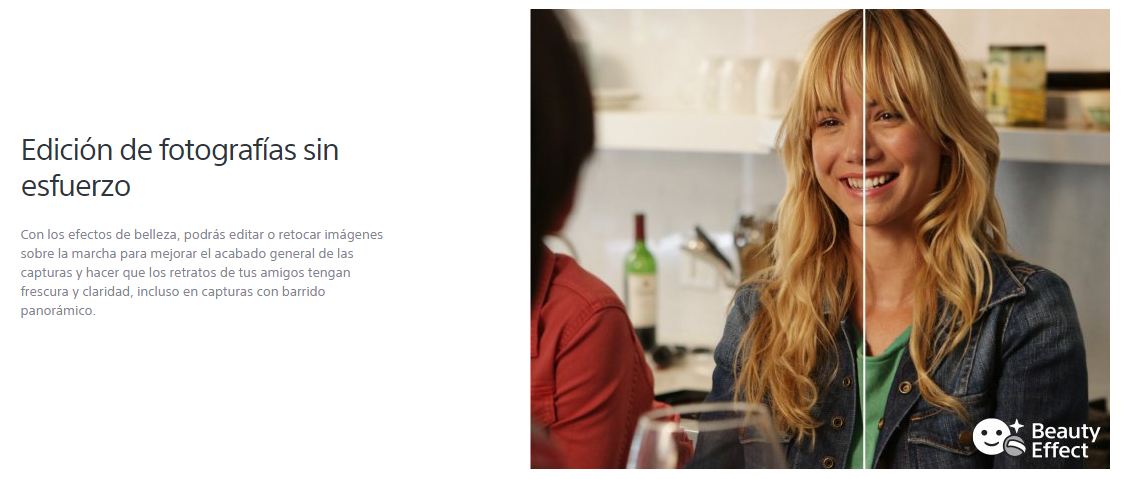 Edición de fotografías sin
esfuerzo
Con los efectos de belleza, podrás editar o retocar imágenes
sobre la marcha para mejorar el acabado general de las
capturas y hacer que los retratos de tus amigos tengan
frescura y claridad, incluso en capturas con barrido
panorámico.
Beauty
Effect